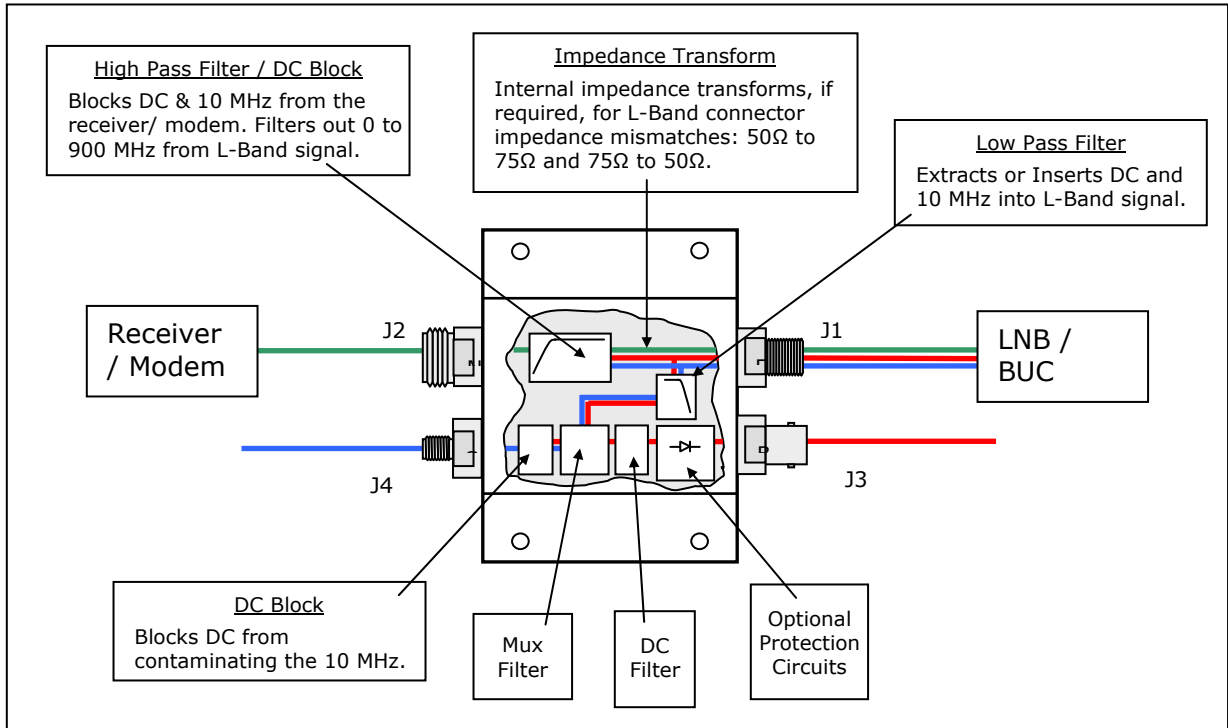 High Pass Filter / DC Block
Blocks DC & 10 MHz from the
receiver/ modem. Filters out 0 to
900 MHz from L-Band signal.
Impedance Transform
Internal impedance transforms, if
required, for L-Band connector
impedance mismatches: 50Ω to
75Ω and 75Ω to 50Ω.
Low Pass Filter
Extracts or Inserts DC and
10 MHz into L-Band signal.
Receiver
/ Modem
J2
J1
LNB /
BUC
J4
J3
DC Block
Blocks DC from
contaminating the 10 MHz.
Mux
Filter
DC
Filter
Optional
Protection
Circuits